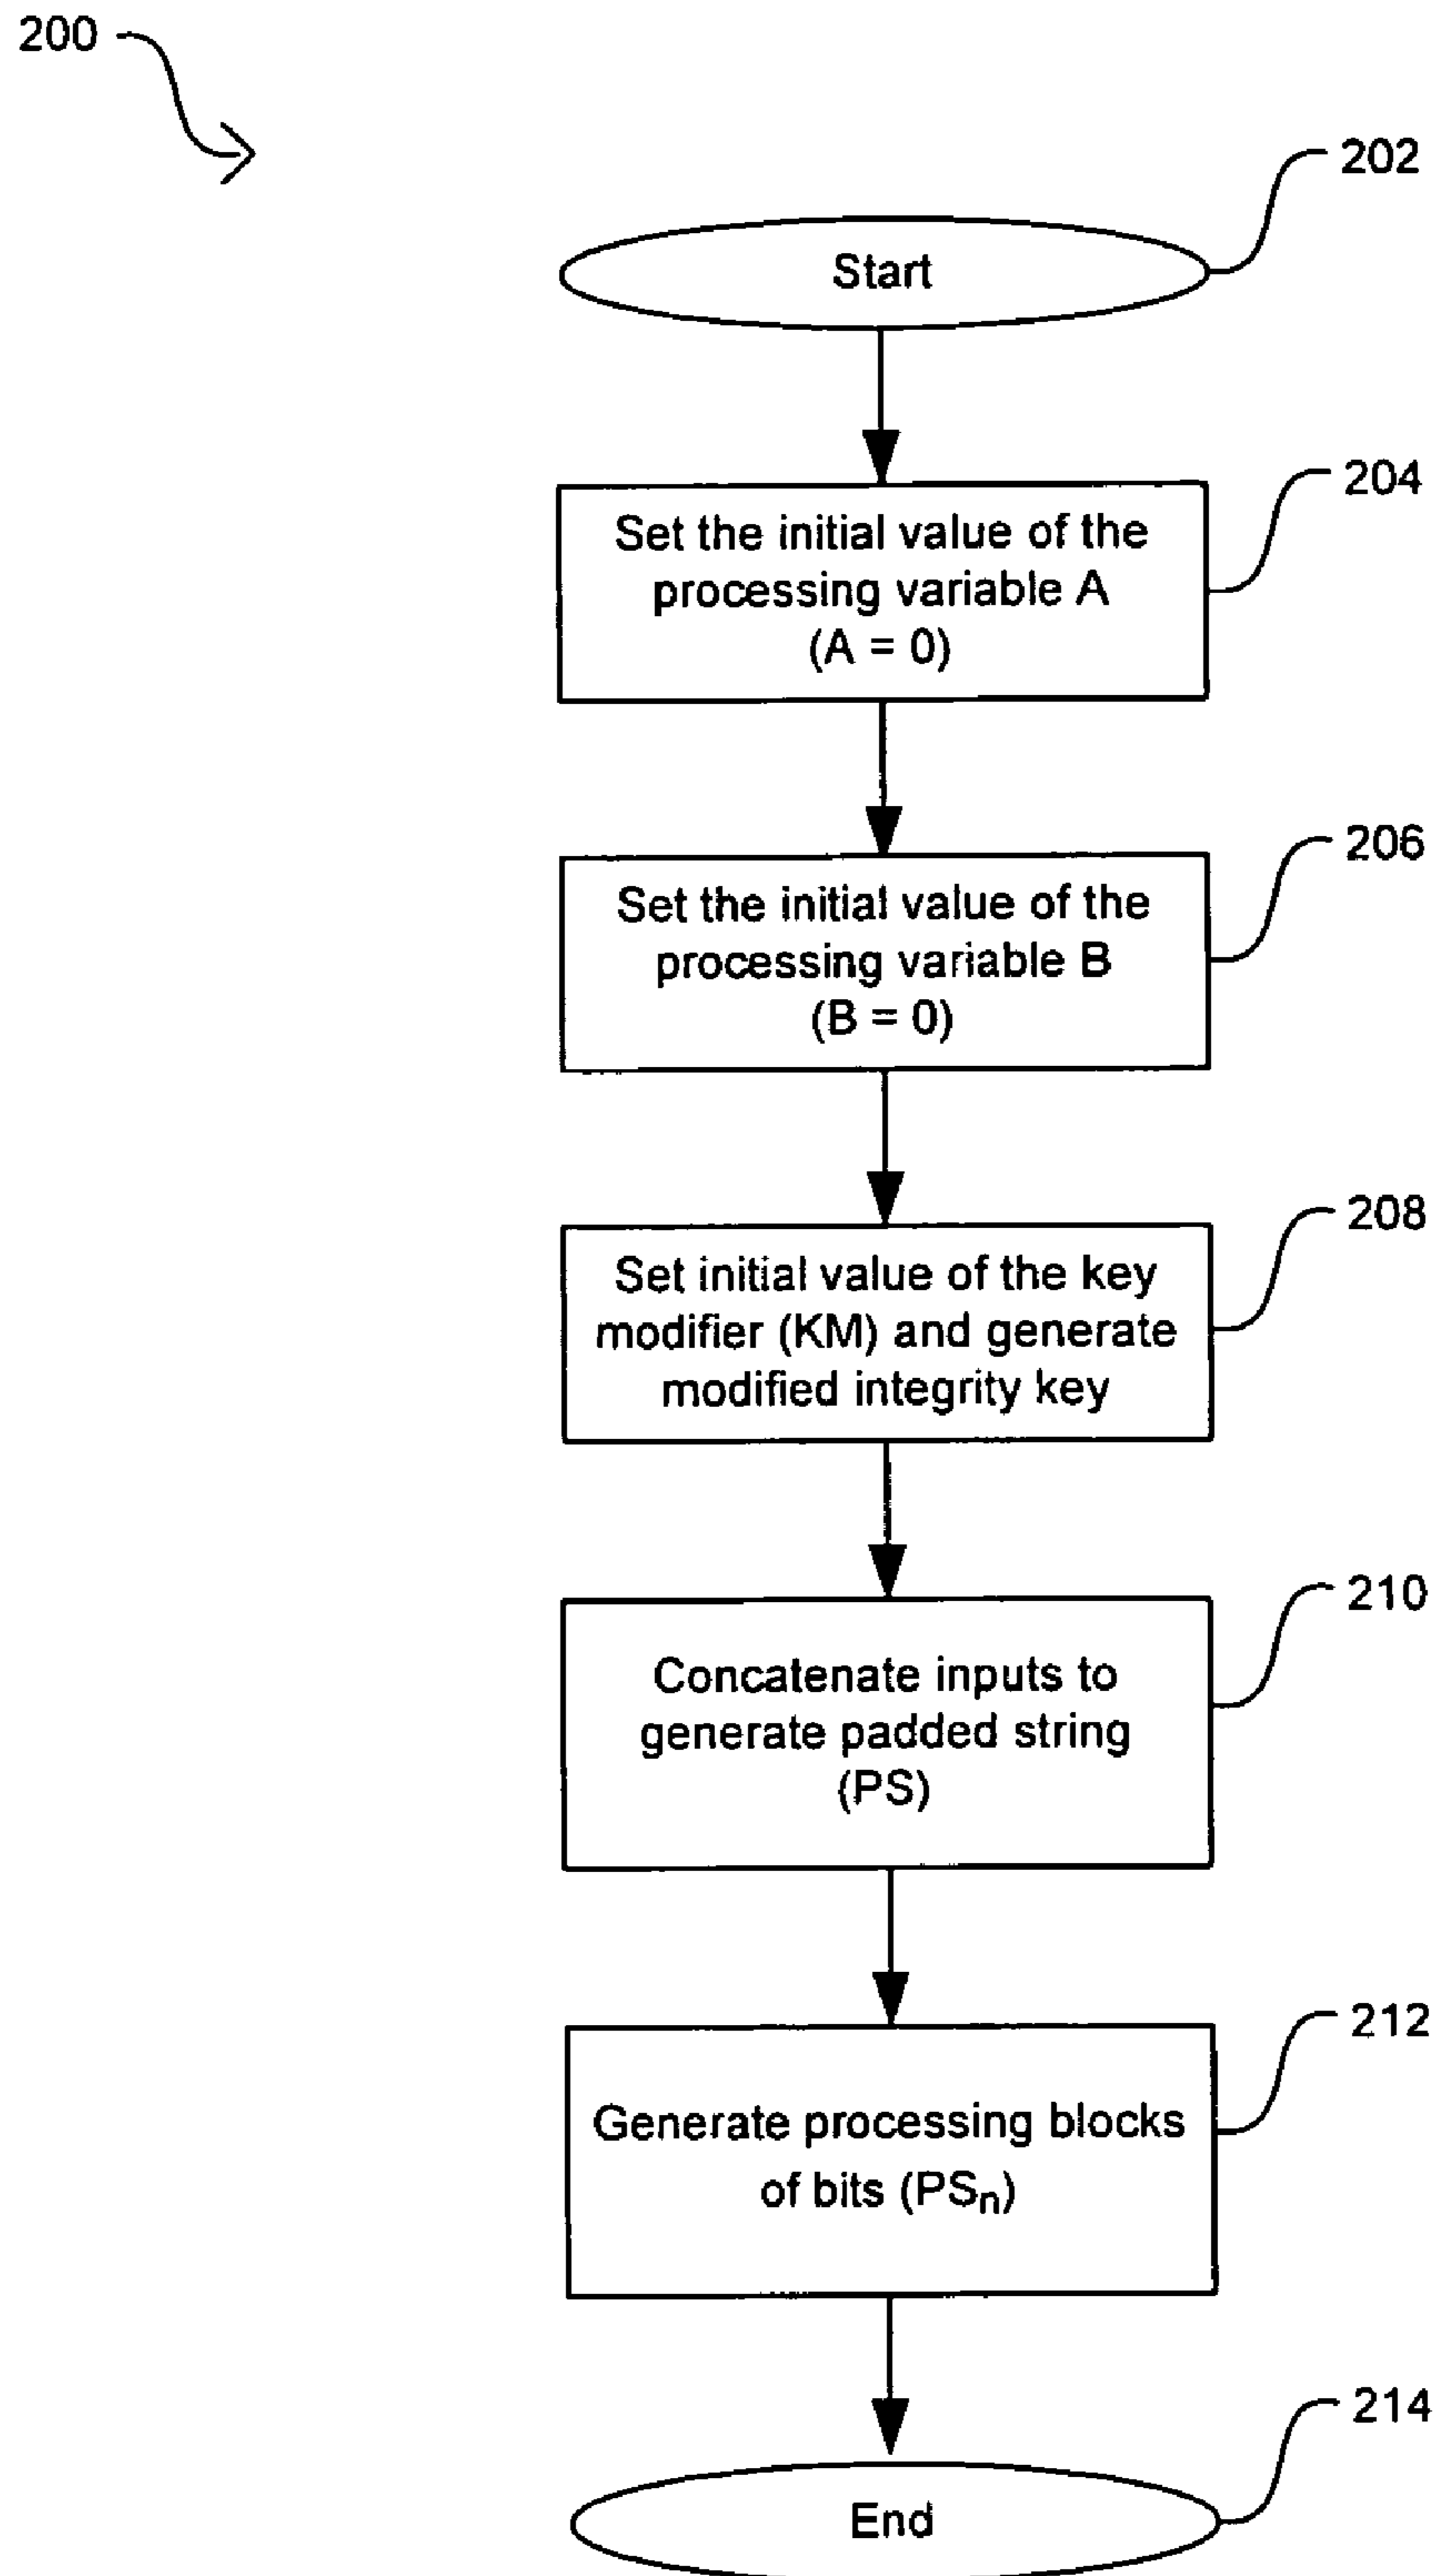 200
202
Start
204
Set the initial value of the
processing variable A
(A = 0)
206
Set the initial value of the
processing variable B
(B = 0)
208
Set initial value of the key
modifier (KM) and generate
modified integrity key
210
Concatenate inputs to
generate padded string
(PS)
212
Generate processing blocks
of bits (PSn)
214
End